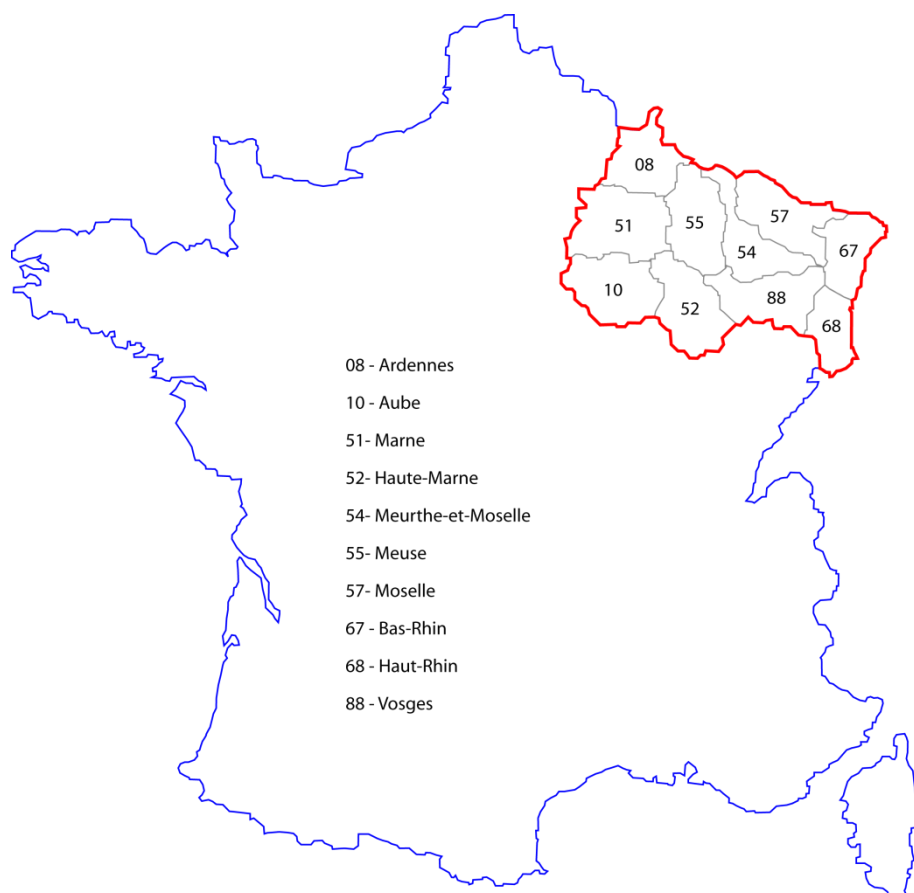 08
57
51
55
54
67
10
88
52
68
08 - Ardennes
10 - Aube
51- Marne
52- Haute-Marne
54- Meurthe-et-Moselle
55- Meuse
57- Moselle
67 - Bas-Rhin
68 - Haut-Rhin
88 - Vosges